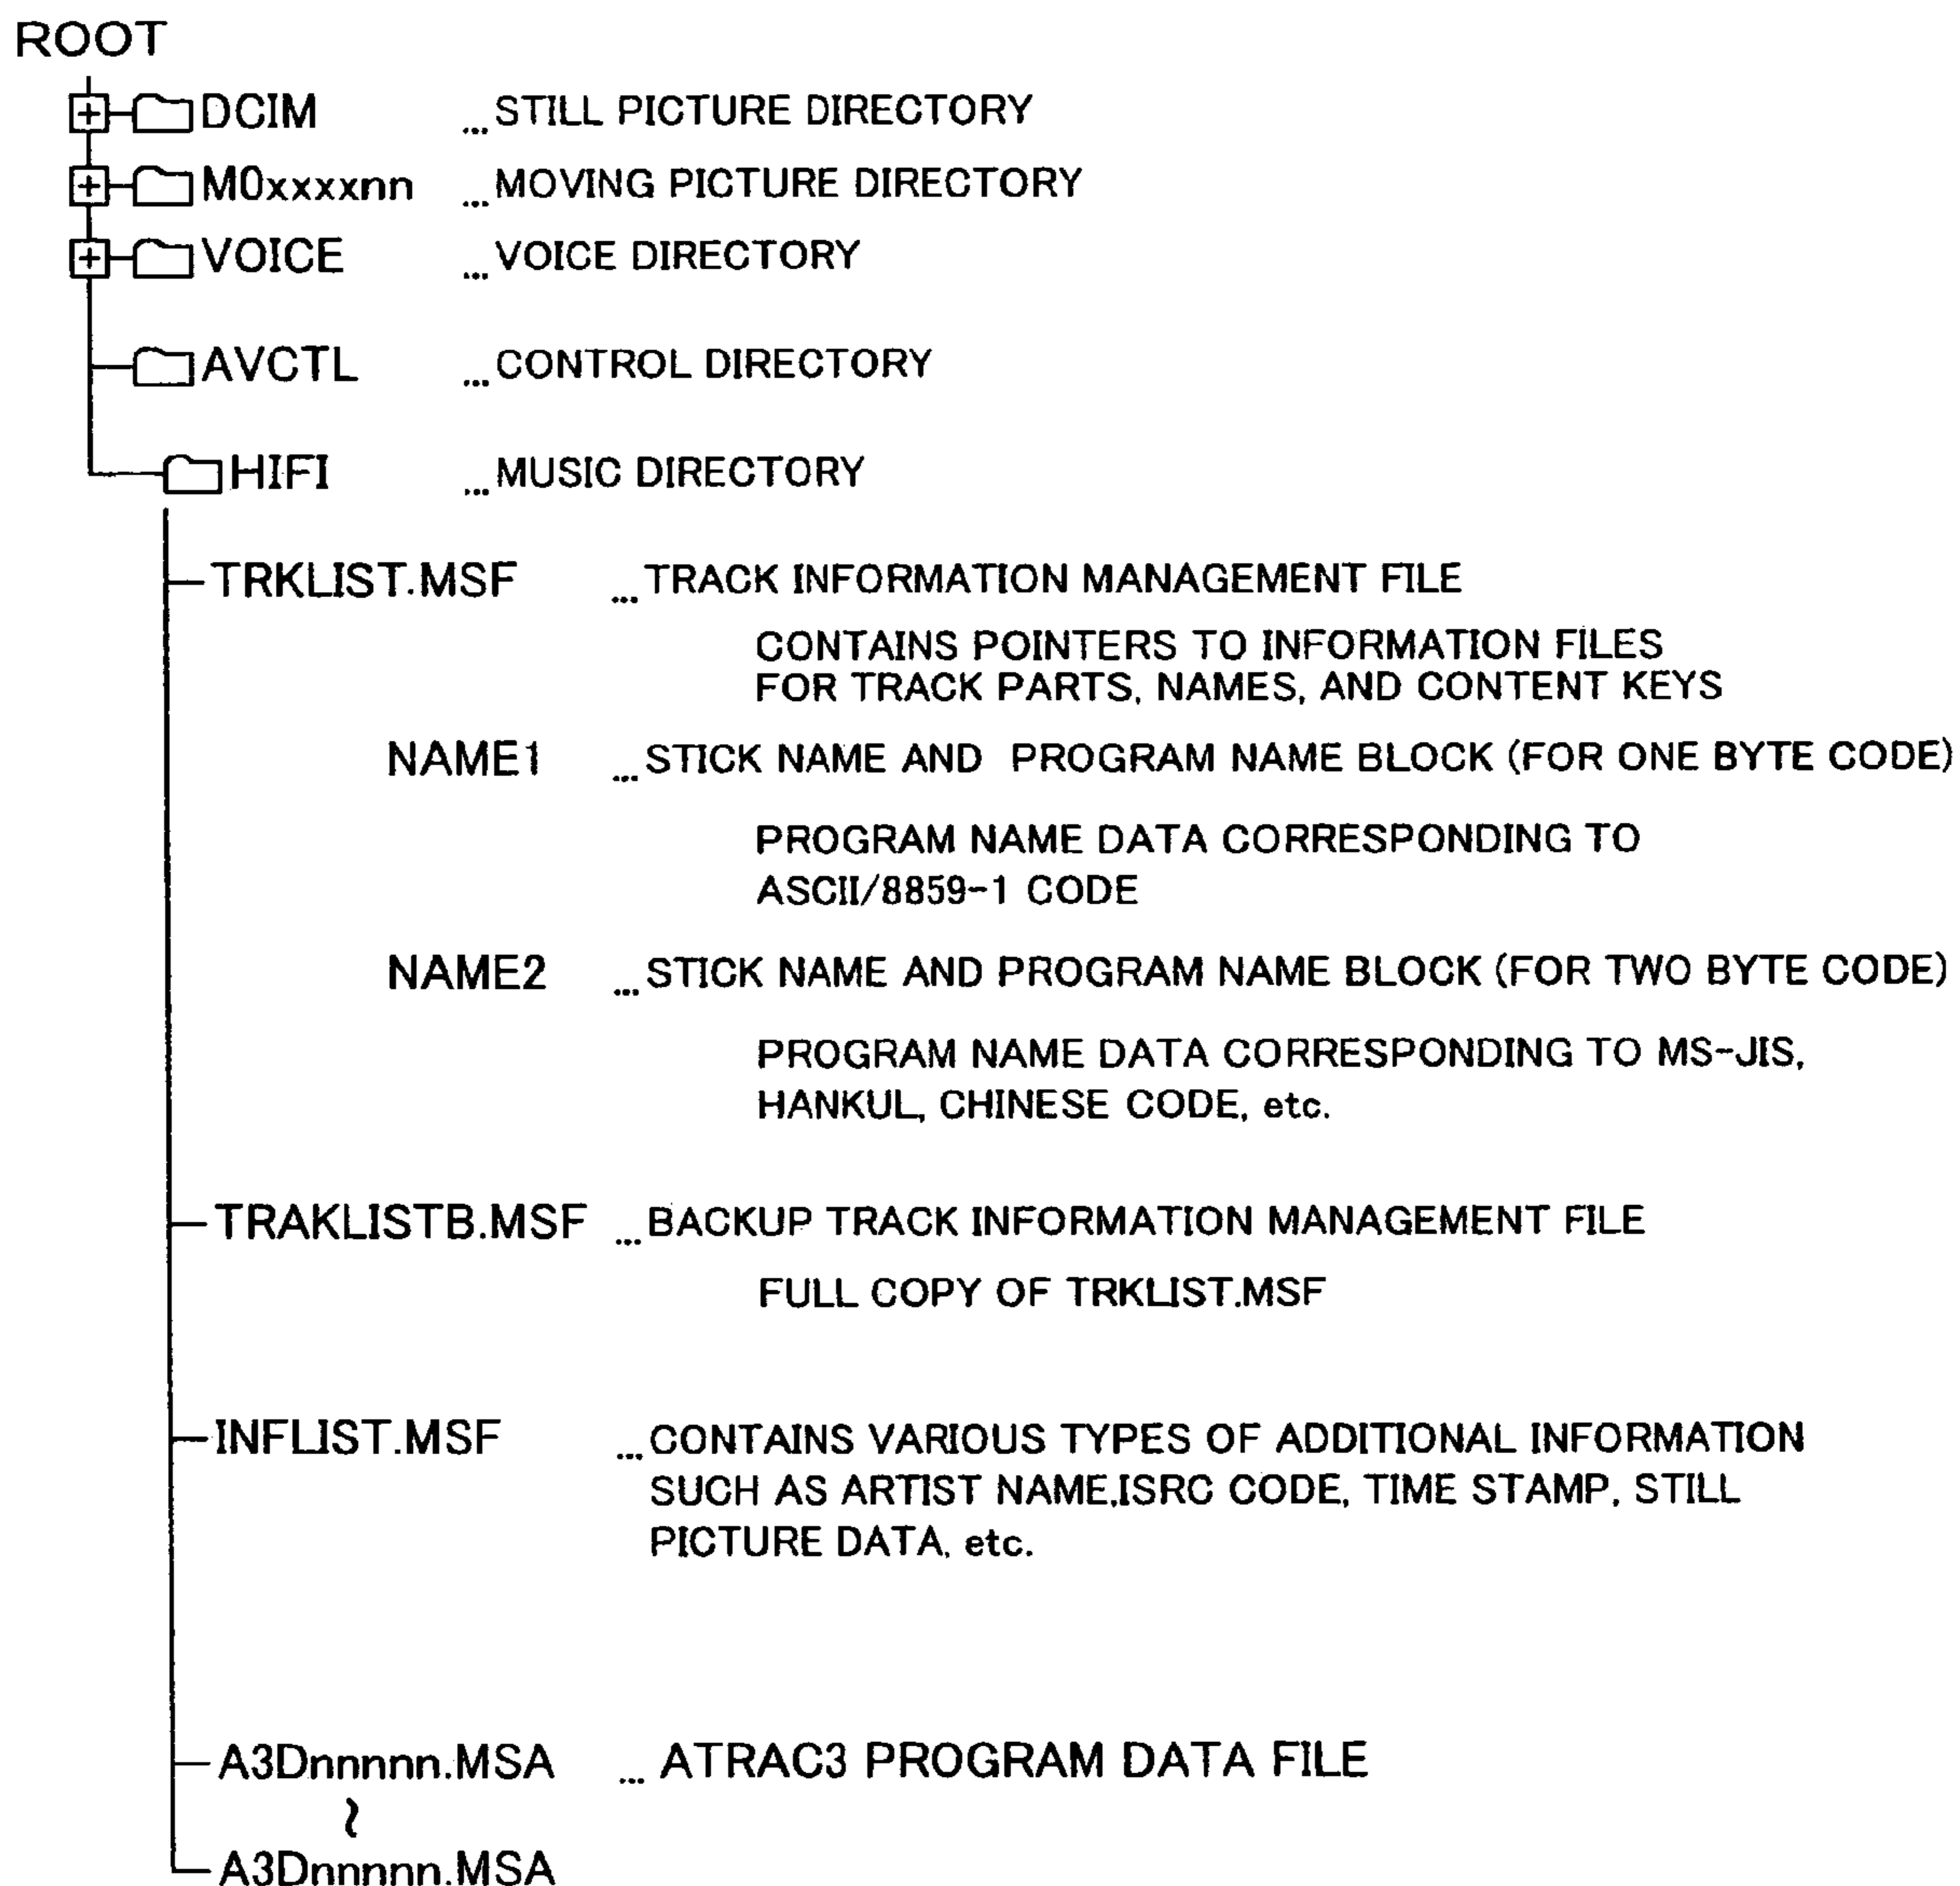 ROOT
DCIM ...STILL PICTURE DIRECTORY
M0xxxxnn ...MOVING PICTURE DIRECTORY
VOICE ...VOICE DIRECTORY
AVCTL ...CONTROL DIRECTORY
HIFI ...MUSIC DIRECTORY
TRKLIST.MSF ...TRACK INFORMATION MANAGEMENT FILE
CONTAINS POINTERS TO INFORMATION FILES
FOR TRACK PARTS, NAMES, AND CONTENT KEYS
NAME1 ...STICK NAME AND PROGRAM NAME BLOCK (FOR ONE BYTE CODE)
PROGRAM NAME DATA CORRESPONDING TO
ASCII/8859-1 CODE
NAME2 ...STICK NAME AND PROGRAM NAME BLOCK (FOR TWO BYTE CODE)
PROGRAM NAME DATA CORRESPONDING TO MS-JIS,
HANKUL, CHINESE CODE, etc.
TRAKLISTB.MSF ...BACKUP TRACK INFORMATION MANAGEMENT FILE
FULL COPY OF TRKLIST.MSF
INFLIST.MSF ...CONTAINS VARIOUS TYPES OF ADDITIONAL INFORMATION
SUCH AS ARTIST NAME,ISRC CODE, TIME STAMP, STILL
PICTURE DATA, etc.
A3Dnnnnn.MSA ... ATRAC3 PROGRAM DATA FILE
~
A3Dnnnnn.MSA